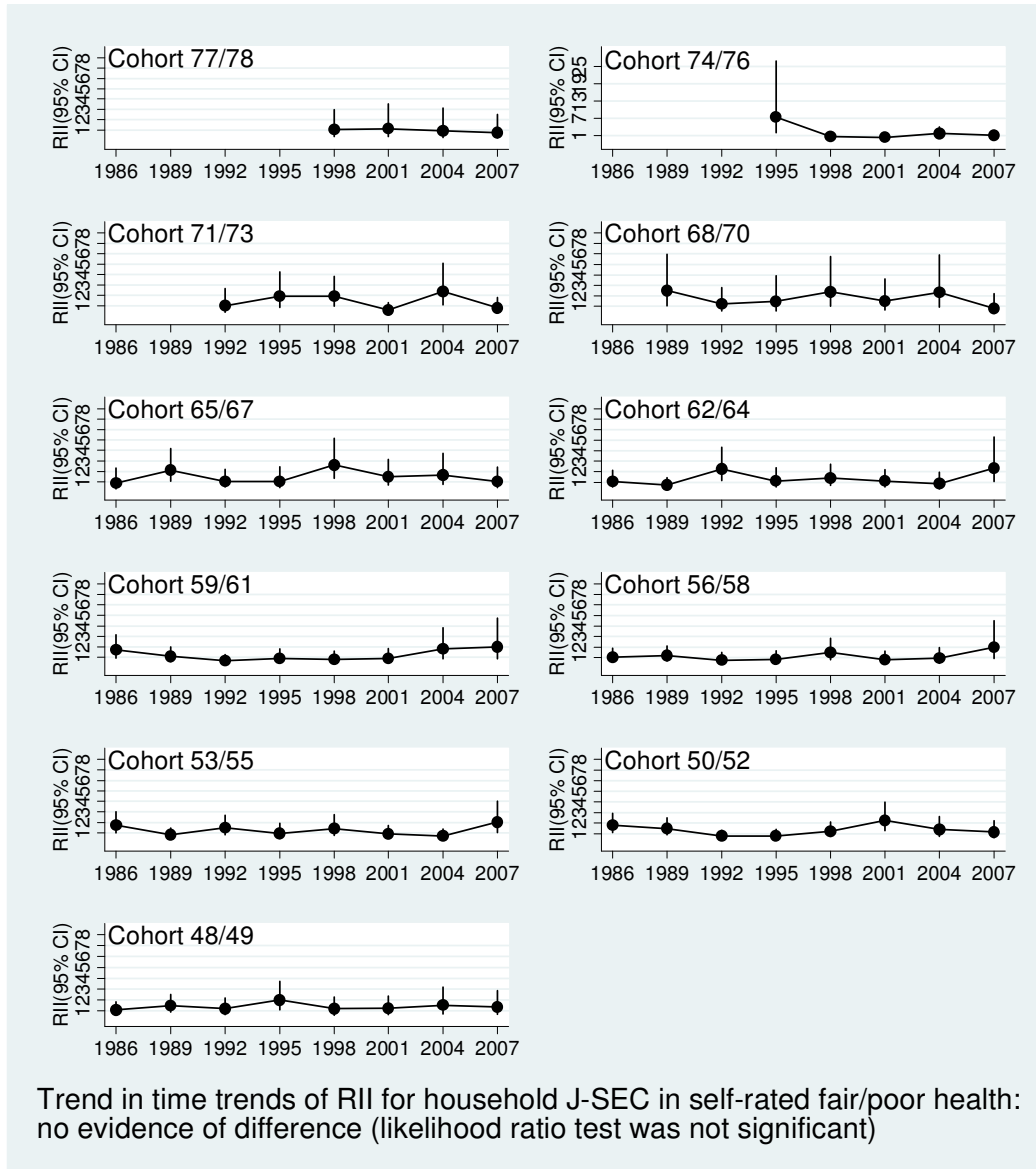 Cohort 77/78
RII(95% CI)
12345678
1986 1989 1992 1995 1998 2001 2004 2007
Cohort 74/76
RII(95% CI)
1 7 13 19 25
1986 1989 1992 1995 1998 2001 2004 2007
Cohort 71/73
RII(95% CI)
12345678
1986 1989 1992 1995 1998 2001 2004 2007
Cohort 68/70
RII(95% CI)
12345678
1986 1989 1992 1995 1998 2001 2004 2007
Cohort 65/67
RII(95% CI)
12345678
1986 1989 1992 1995 1998 2001 2004 2007
Cohort 62/64
RII(95% CI)
12345678
1986 1989 1992 1995 1998 2001 2004 2007
Cohort 59/61
RII(95% CI)
12345678
1986 1989 1992 1995 1998 2001 2004 2007
Cohort 56/58
RII(95% CI)
12345678
1986 1989 1992 1995 1998 2001 2004 2007
Cohort 53/55
RII(95% CI)
12345678
1986 1989 1992 1995 1998 2001 2004 2007
Cohort 50/52
RII(95% CI)
12345678
1986 1989 1992 1995 1998 2001 2004 2007
Cohort 48/49
RII(95% CI)
12345678
1986 1989 1992 1995 1998 2001 2004 2007
Trend in time trends of RII for household J-SEC in self-rated fair/poor health:
no evidence of difference (likelihood ratio test was not significant)